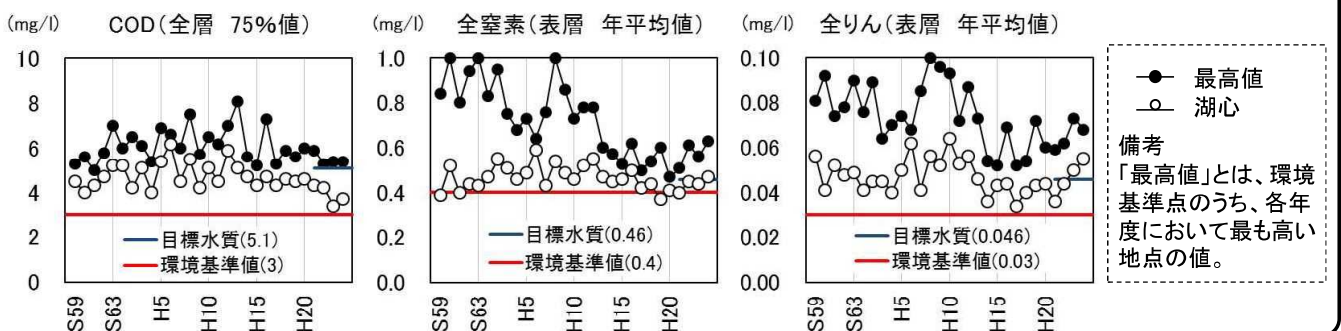 (mg/l) COD(全層 75%値)
10
8
6
4
2
0
目標水質(5.1)
環境基準値(3)
S59 S63 H5 H10 H15 H20
(mg/l) 全窒素(表層 年平均値)
1.0
0.8
0.6
0.4
0.2
0.0
目標水質(0.46)
環境基準値(0.4)
S59 S63 H5 H10 H15 H20
(mg/l) 全りん(表層 年平均値)
0.10
0.08
0.06
0.04
0.02
0.00
目標水質(0.046)
環境基準値(0.03)
S59 S63 H5 H10 H15 H20
最高値
湖心
備考
「最高値」とは、環境
基準点のうち、各年
度において最も高い
地点の値。